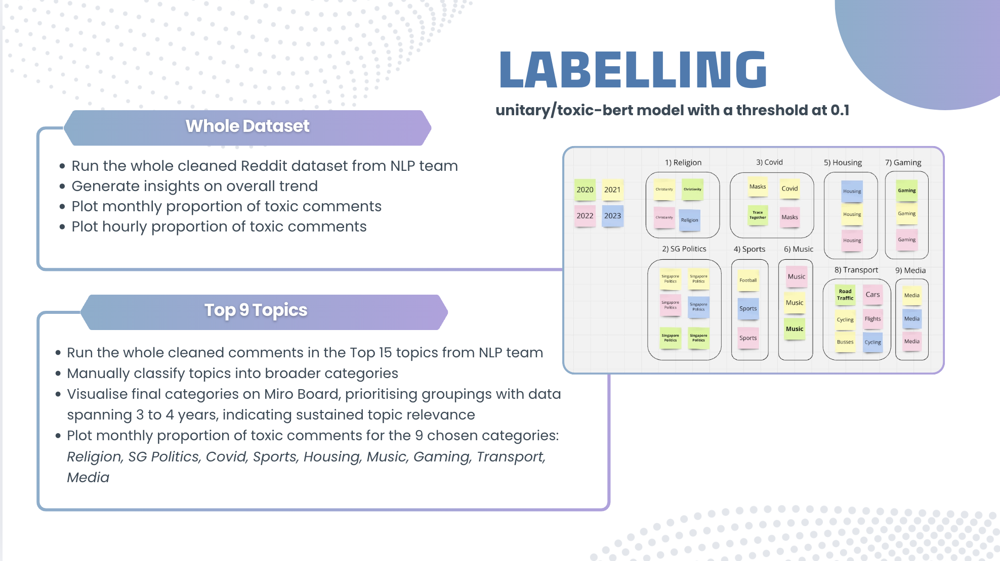 LABELLING
unitary/toxic-bert model with a threshold at 0.1
Whole Dataset
Run the whole cleaned Reddit dataset from NLP team
Generate insights on overall trend
Plot monthly proportion of toxic comments
Plot hourly proportion of toxic comments
Top 9 Topics
Run the whole cleaned comments in the Top 15 topics from NLP team
Manually classify topics into broader categories
Visualise final categories on Miro Board, prioritising groupings with data
spanning 3 to 4 years, indicating sustained topic relevance
Plot monthly proportion of toxic comments for the 9 chosen categories:
Religion, SG Politics, Covid, Sports, Housing, Music, Gaming, Transport,
Media
2020 2021
2022 2023
1) Religion
Christianity Christianity
Christianity Religion
2) SG Politics
Singapore Singapore
Politics Politics
Singapore Singapore
Politics Politics
Singapore Singapore
Politics Politics
3) Covid
Masks Covid
Trace
Together
Masks
4) Sports
Football
Sports
Sports
5) Housing
Housing
Housing
Housing
6) Music
Music
Music
Music
7) Gaming
Gaming
Gaming
Gaming
8) Transport
Road
Traffic
Cars
Cycling Flights
Busses Cycling
9) Media
Media
Media
Media